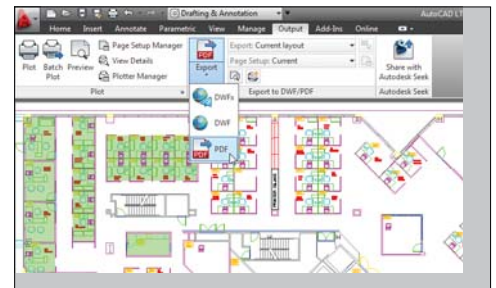 Drafting & Annotation
AutoCAD LT
Home Insert Annotate Parametric View Manage Output Add-Ins Online
Plot
Batch Plot
Preview
Page Setup Manager
View Details
Plotter Manager
PDF
Export
Export: Current layout
Page Setup: Current
Share with
Autodesk Seek
Plot
Export to DWF/PDF
Autodesk Seek
DWFx
DWF
PDF
PDF